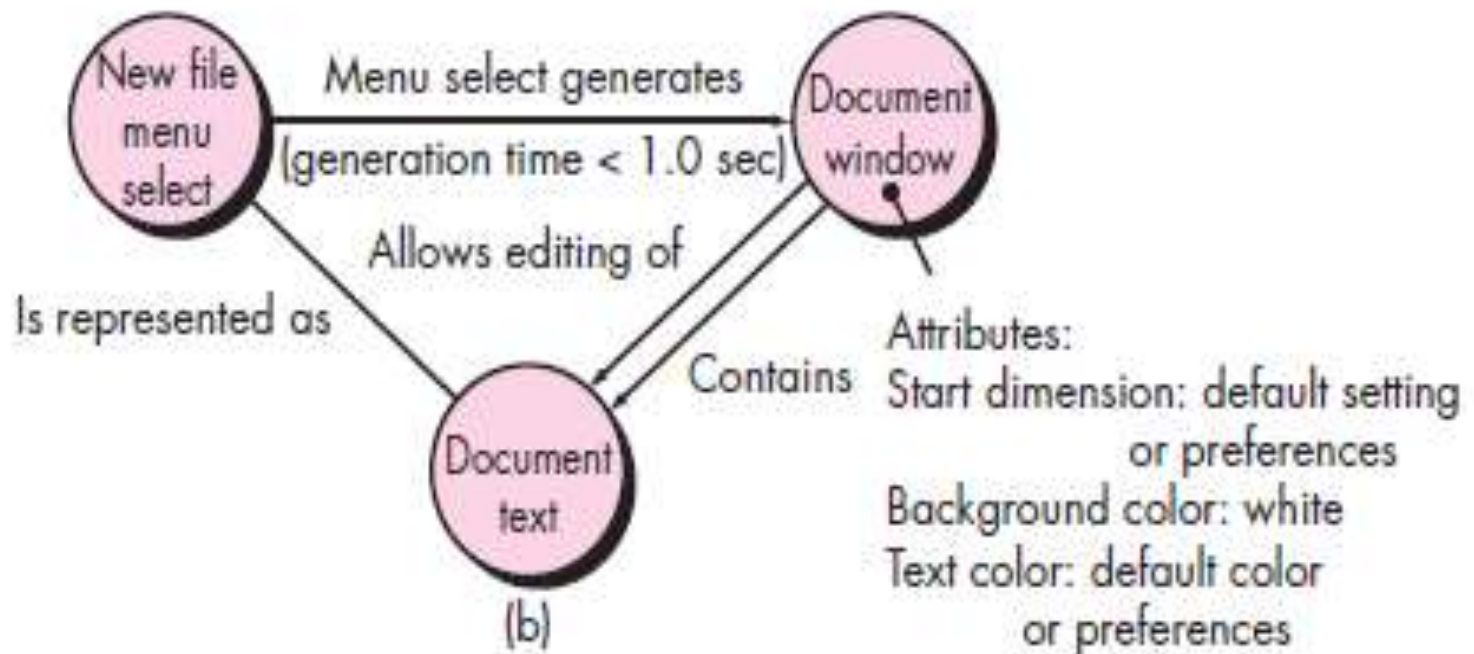 New file
menu
select
Menu select generates
(generation time < 1.0 sec)
Document
window
Allows editing of
Is represented as
Contains
Document
text
Attributes:
Start dimension: default setting
or preferences
Background color: white
Text color: default color
or preferences
(b)